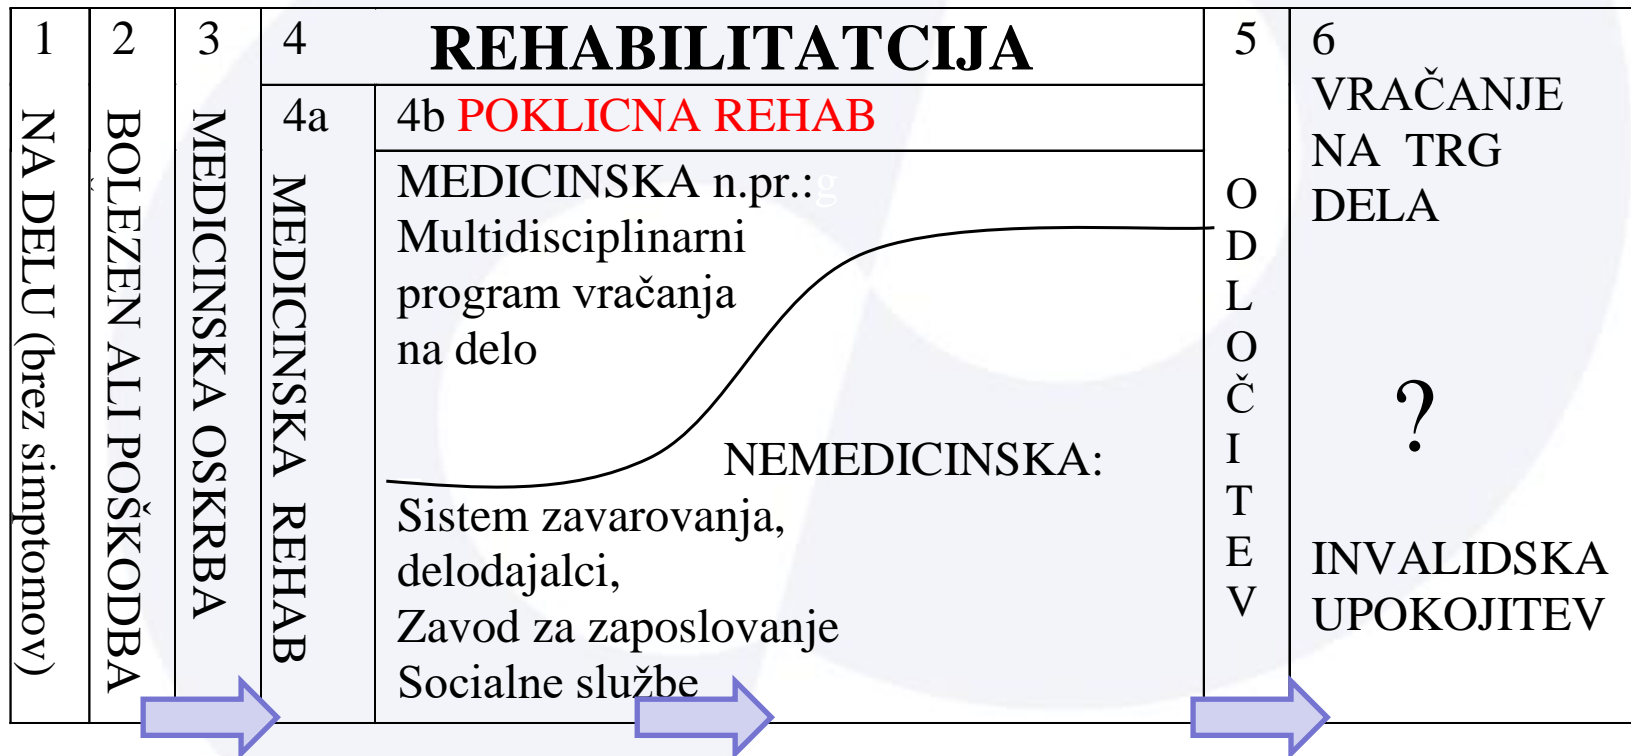 1
NA DELU (brez simptomov)
2
BOLEZEN ALI POŠKODBA
3
MEDICINSKA OSKRBA
4
REHABILITATCIJA
4a
MEDICINSKA REHAB
4b POKLICNA REHAB
MEDICINSKA n.pr.:g
Multidisciplinarni
program vračanja
na delo
NEMEDICINSKA:
Sistem zavarovanja,
delodajalci,
Zavod za zaposlovanje
Socialne službe
5
O
D
L
O
Č
I
T
E
V
6
VRAČANJE
NA TRG
DELA
?
INVALIDSKA
UPOKOJITEV